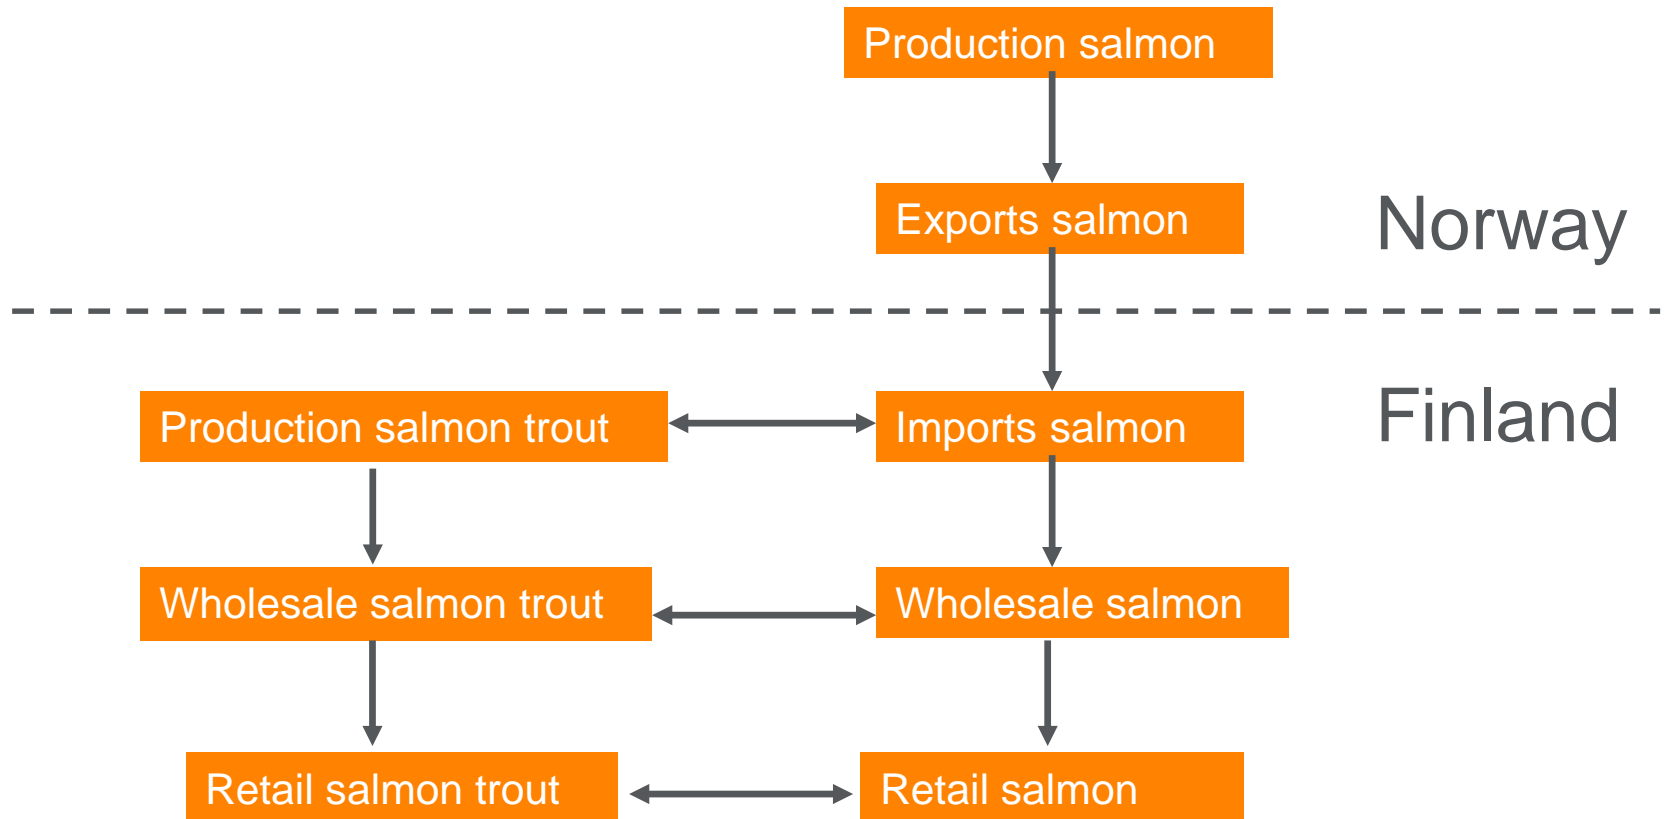 Production salmon
Exports salmon
Norway
Finland
Production salmon trout
Imports salmon
Wholesale salmon trout
Wholesale salmon
Retail salmon trout
Retail salmon